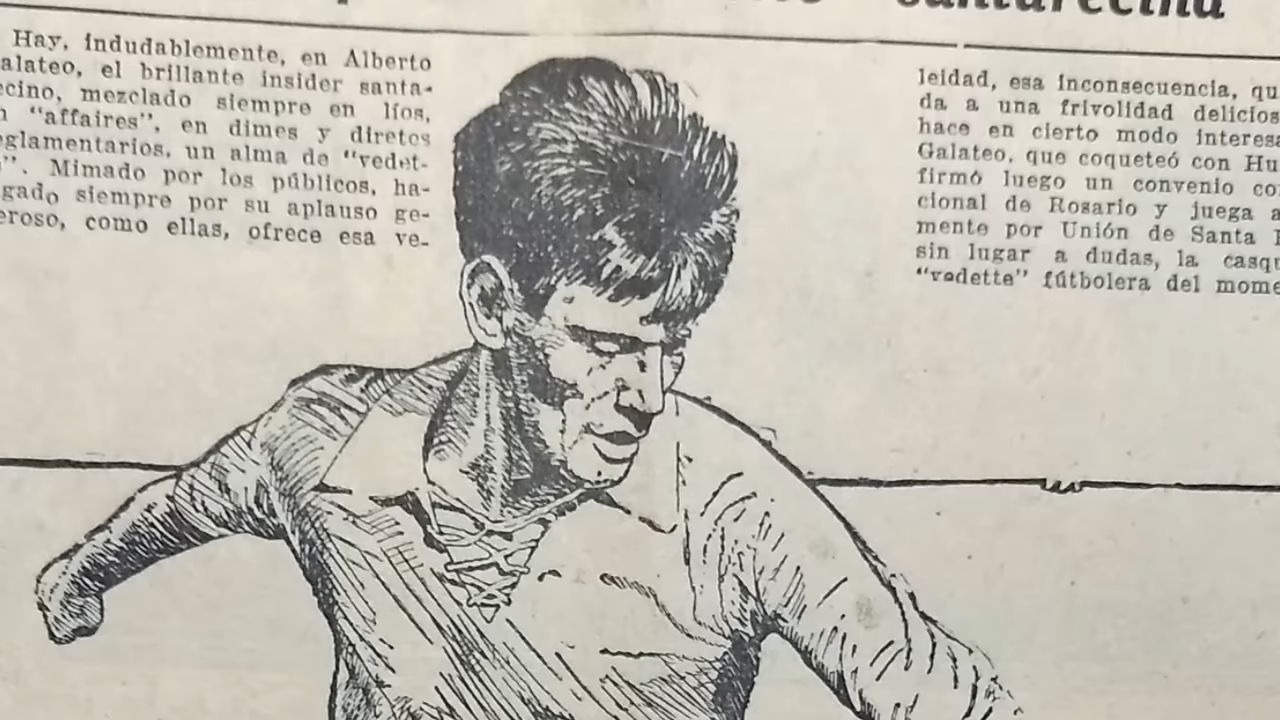 santafecina
Hay, indudablemente, en Alberto
alateo, el brillante insider santa-
ecino, mezclado siempre en líos,
n "affaires", en dimes y diretes
eglamentarios, un alma de "vedet-
". Mimado por los públicos, ha-
gado siempre por su aplauso ge-
eroso, como ellas, ofrece esa ve-
leidad, esa inconsecuencia, qu
da a una frivolidad delicios
hace en cierto modo interesa
Galateo, que coqueteó con Hu
firmó luego un convenio co
cional de Rosario y juega a
mente por Unión de Santa F
sin lugar a dudas, la casqu
"vedette" fútbolera del mome